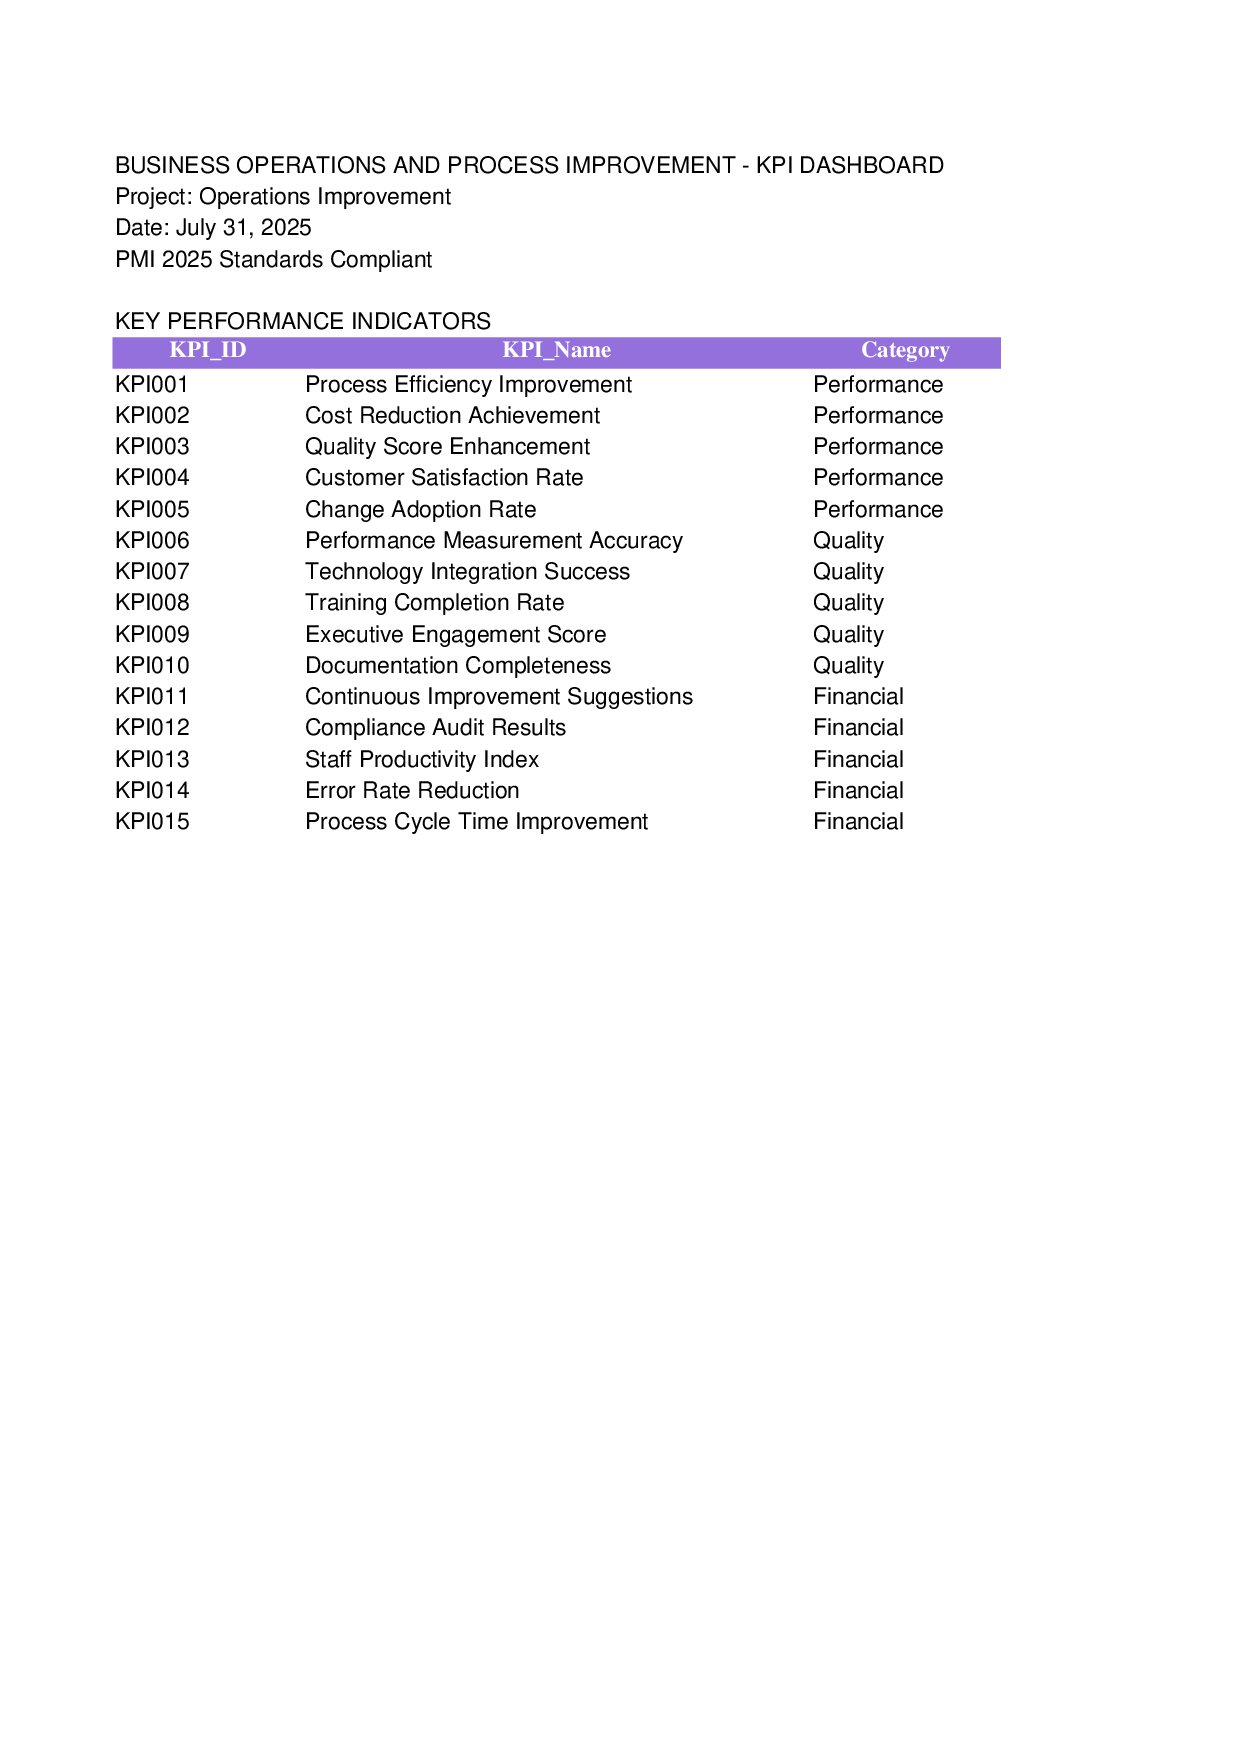 BUSINESS OPERATIONS AND PROCESS IMPROVEMENT - KPI DASHBOARD
Project: Operations Improvement
Date: July 31, 2025
PMI 2025 Standards Compliant
KEY PERFORMANCE INDICATORS
KPI_ID KPI_Name Category
KPI001 Process Efficiency Improvement Performance
KPI002 Cost Reduction Achievement Performance
KPI003 Quality Score Enhancement Performance
KPI004 Customer Satisfaction Rate Performance
KPI005 Change Adoption Rate Performance
KPI006 Performance Measurement Accuracy Quality
KPI007 Technology Integration Success Quality
KPI008 Training Completion Rate Quality
KPI009 Executive Engagement Score Quality
KPI010 Documentation Completeness Quality
KPI011 Continuous Improvement Suggestions Financial
KPI012 Compliance Audit Results Financial
KPI013 Staff Productivity Index Financial
KPI014 Error Rate Reduction Financial
KPI015 Process Cycle Time Improvement Financial